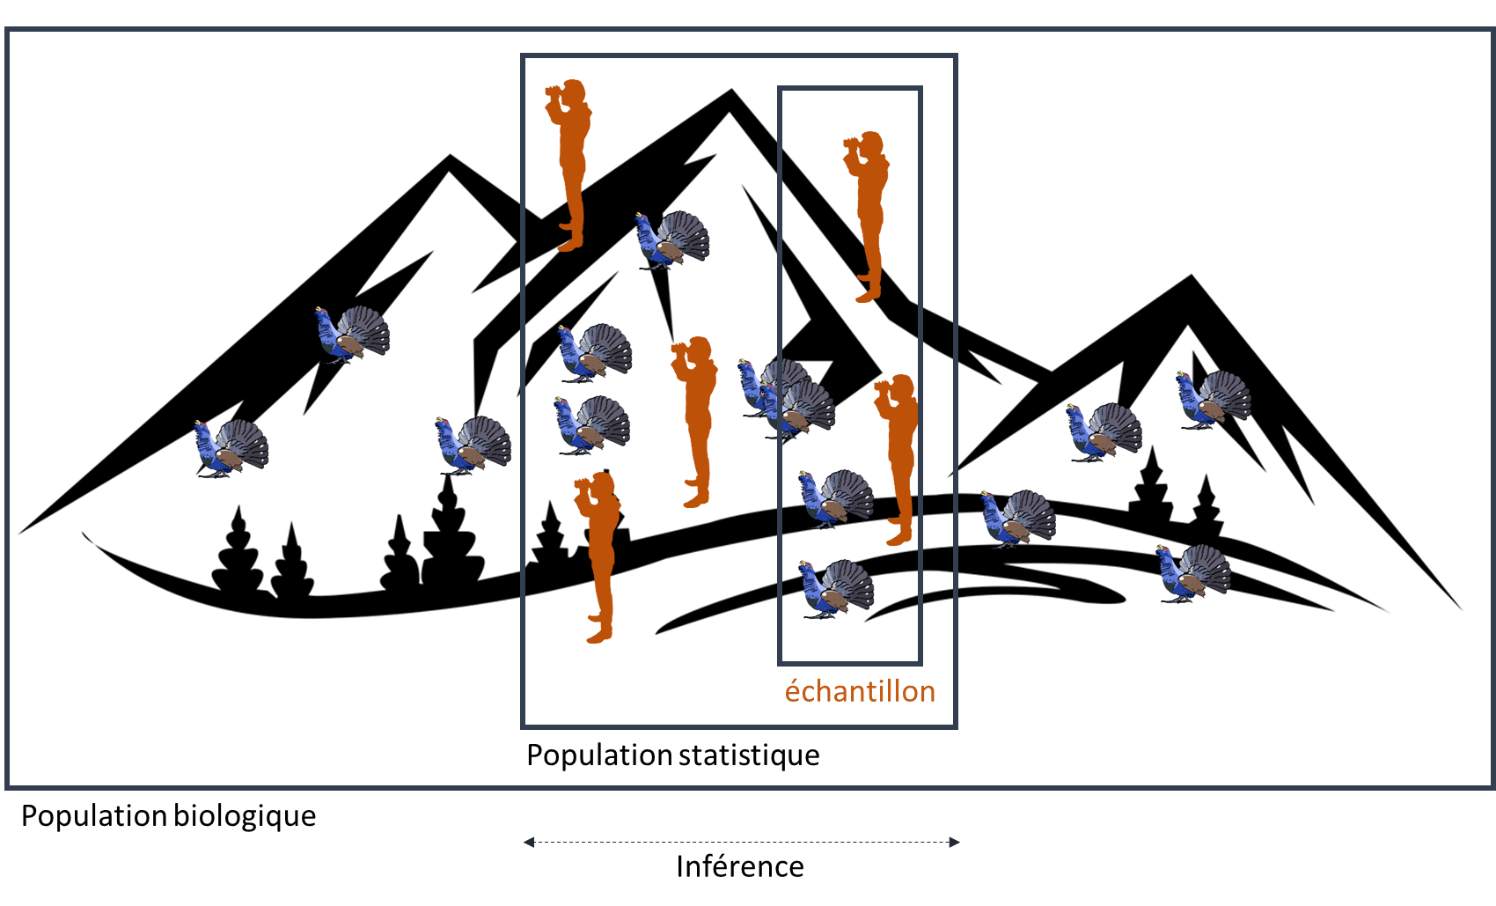 échantillon
Population statistique
Population biologique
Inférence